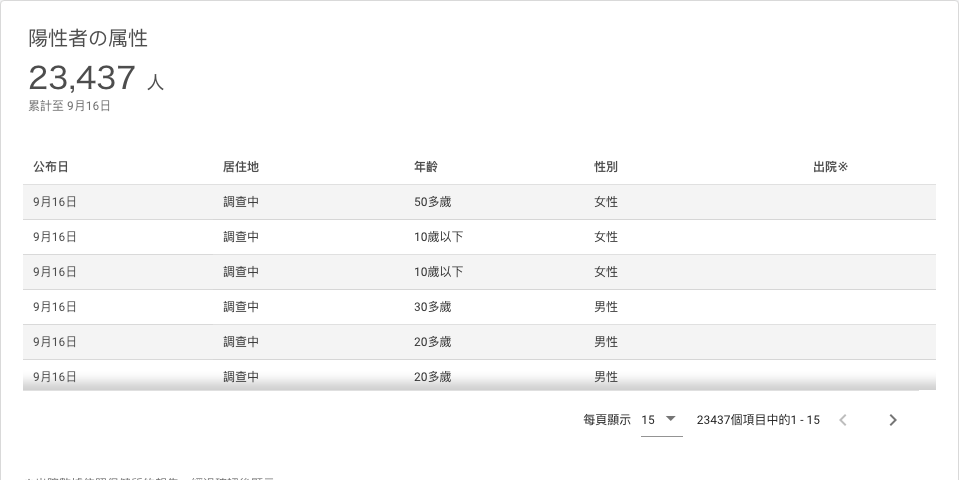 陽性者の属性
23,437 人
累計至 9月16日
公布日 居住地 年齡 性別 出院※
9月16日 調查中 50多歲 女性
9月16日 調查中 10歲以下 女性
9月16日 調查中 10歲以下 女性
9月16日 調查中 30多歲 男性
9月16日 調查中 20多歲 男性
9月16日 調查中 20多歲 男性
每頁顯示 15 23437個項目中的1 - 15